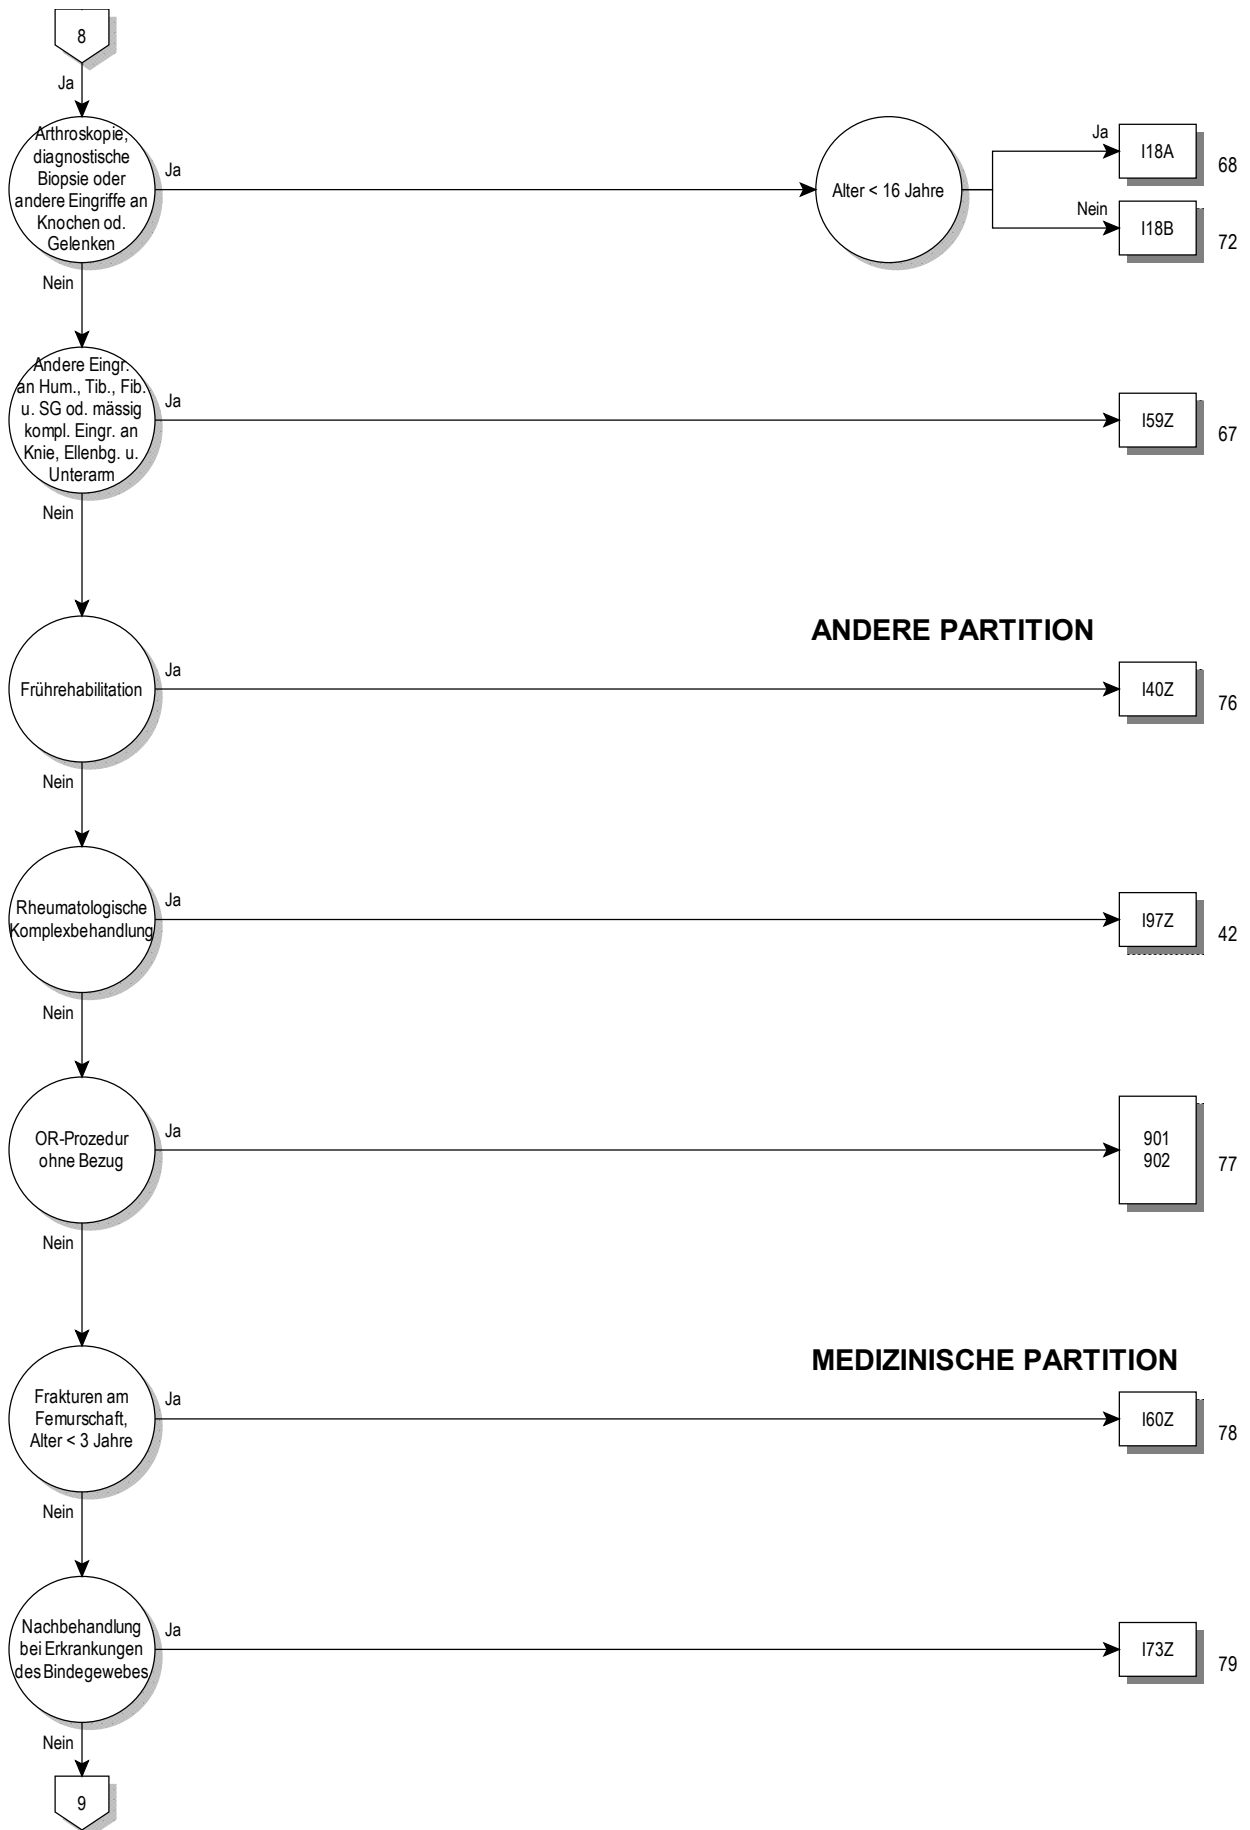 8
Ja
Arthroskopie,
diagnostische
Biopsie oder
andere Eingriffe an
Knochen od.
Gelenken
Ja
Alter < 16 Jahre
Ja
I18A
68
Nein
I18B
72
Nein
Andere Eingr.
an Hum., Tib., Fib.
u. SG od. mässig
kompl. Eingr. an
Knie, Ellenbg. u.
Unterarm
Ja
I59Z
67
Nein
ANDERE PARTITION
Frührehabilitation
Ja
I40Z
76
Nein
Rheumatologische
Komplexbehandlung
Ja
I97Z
42
Nein
OR-Prozedur
ohne Bezug
Ja
901
902
77
Nein
MEDIZINISCHE PARTITION
Frakturen am
Femurschaft,
Alter < 3 Jahre
Ja
I60Z
78
Nein
Nachbehandlung
bei Erkrankungen
des Bindegewebes
Ja
I73Z
79
Nein
9